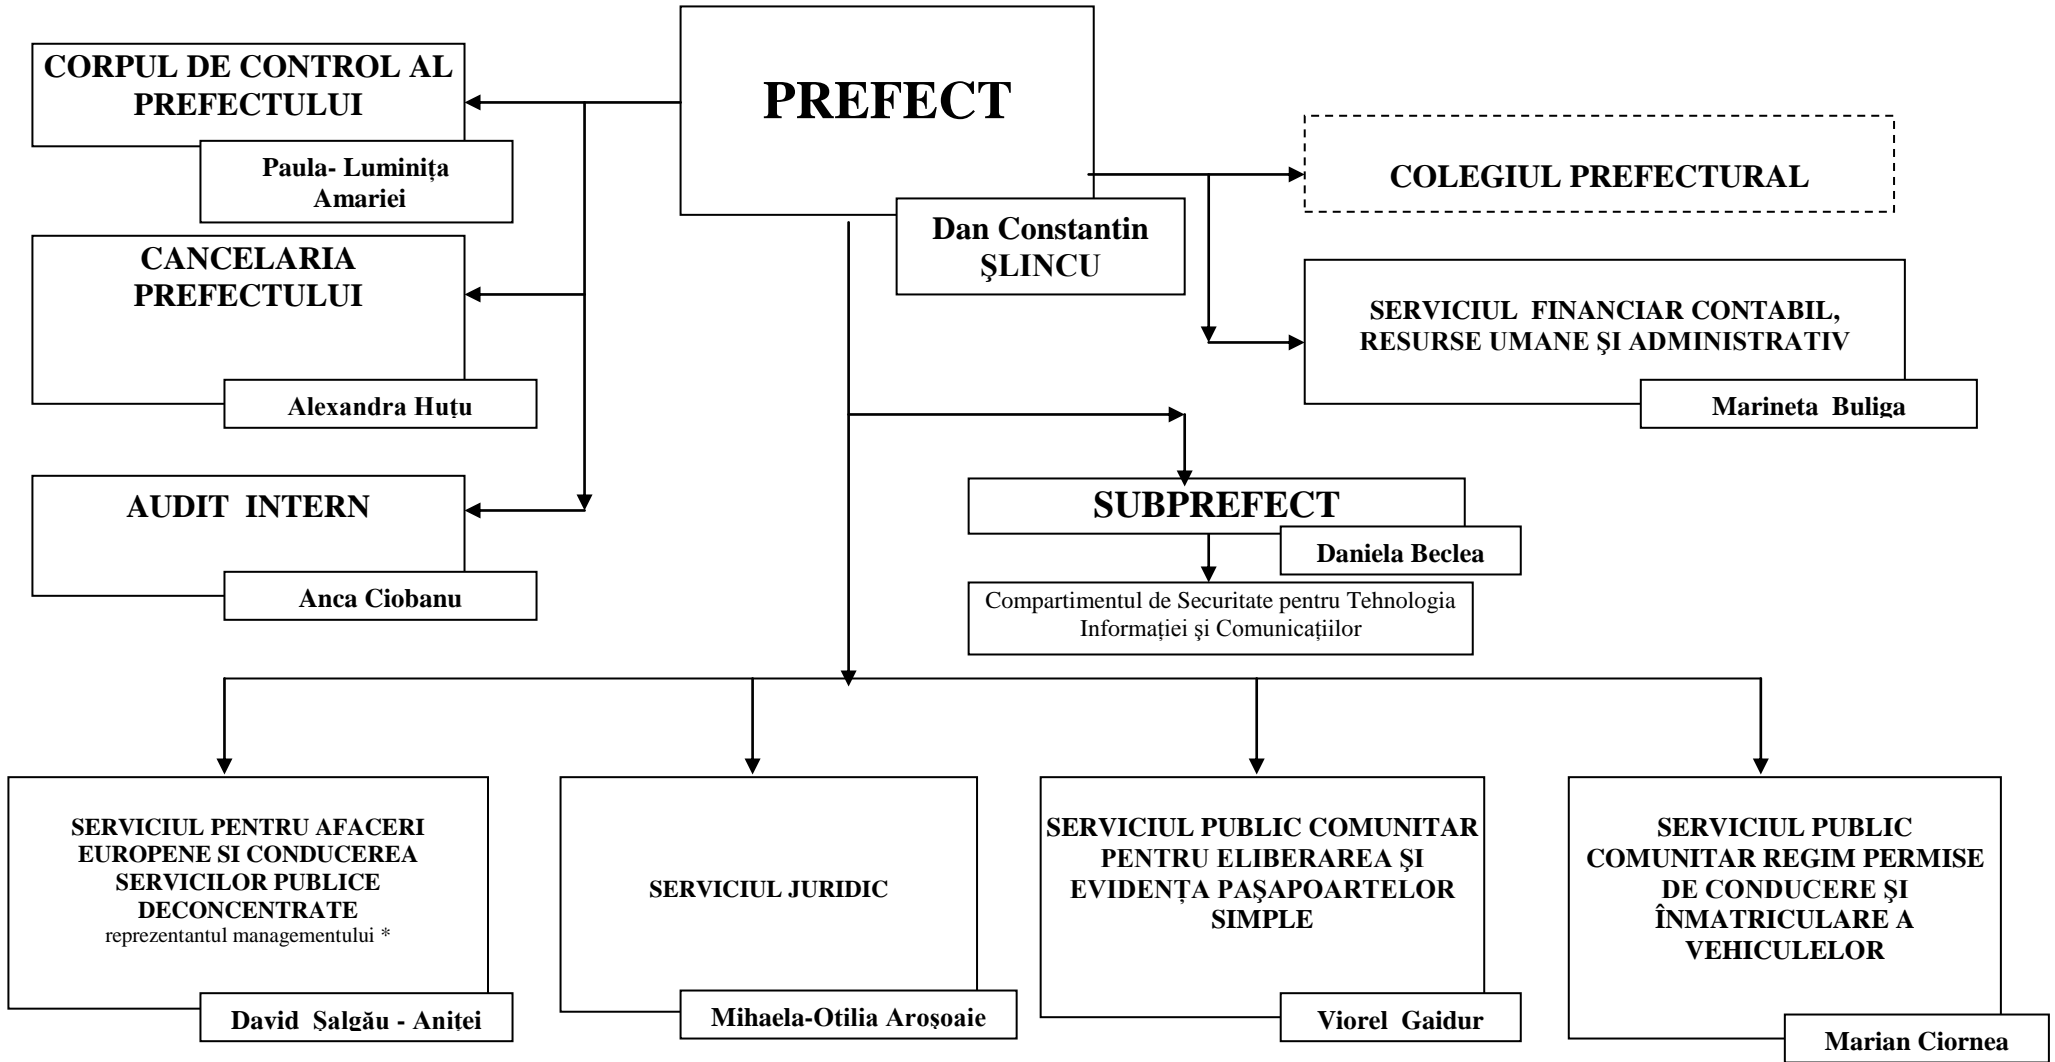 CORPUL DE CONTROL AL
PREFECTULUI
Paula- Luminița
Amariei
PREFECT
Dan Constantin
ŞLINCU
COLEGIUL PREFECTURAL
CANCELARIA
PREFECTULUI
Alexandra Huțu
SERVICIUL  FINANCIAR CONTABIL,
RESURSE UMANE ŞI ADMINISTRATIV
Marineta  Buliga
AUDIT  INTERN
Anca Ciobanu
SUBPREFECT
Daniela Beclea
Compartimentul de Securitate pentru Tehnologia
Informației şi Comunicațiilor
SERVICIUL PENTRU AFACERI
EUROPENE SI CONDUCEREA
SERVICILOR PUBLICE
DECONCENTRATE
reprezentantul managementului *
David  Șalgău - Aniței
SERVICIUL JURIDIC
Mihaela-Otilia Aroșoaie
SERVICIUL PUBLIC COMUNITAR
PENTRU ELIBERAREA ŞI
EVIDENȚA PAŞAPOARTELOR
SIMPLE
Viorel  Gaidur
SERVICIUL PUBLIC
COMUNITAR REGIM PERMISE
DE CONDUCERE ŞI
ÎNMATRICULARE A
VEHICULELOR
Marian Ciornea